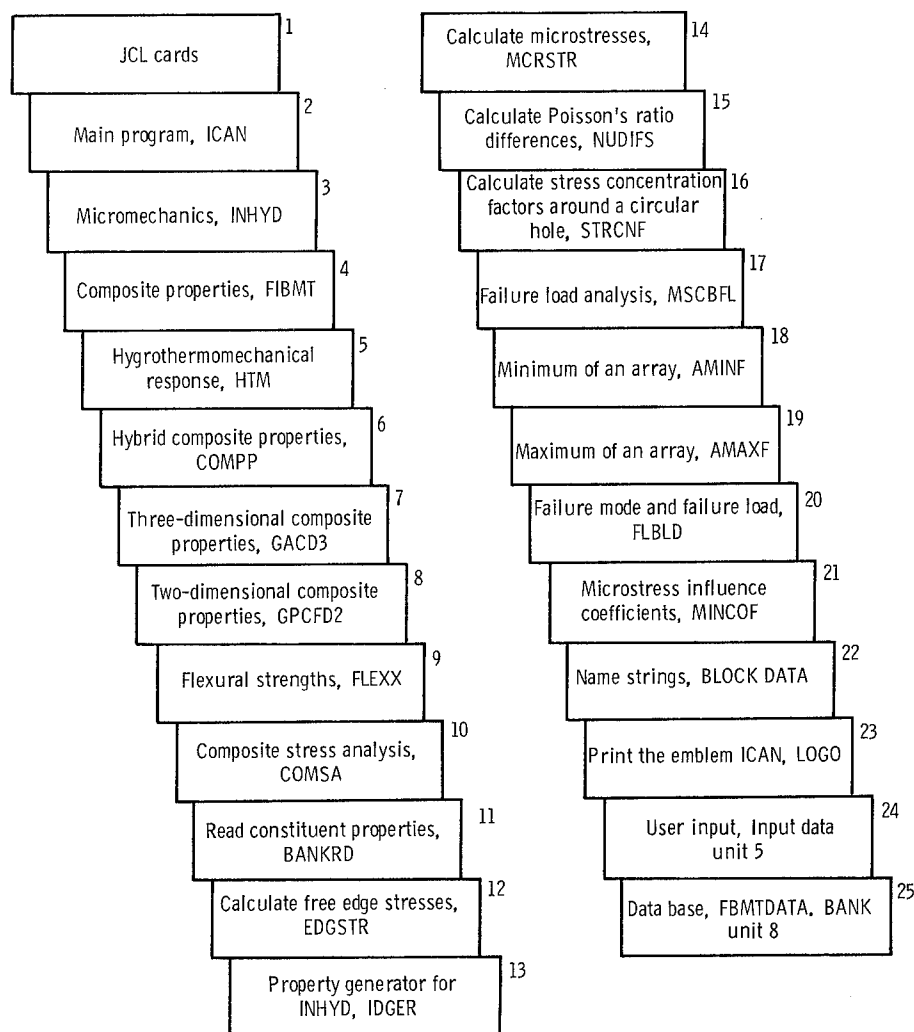 1
JCL cards
2
Main program, ICAN
3
Micromechanics, INHYD
4
Composite properties, FIBMT
5
Hygrothermomechanical
response, HTM
6
Hybrid composite properties,
COMPP
7
Three-dimensional composite
properties, GACD3
8
Two-dimensional composite
properties, GPCFD2
9
Flexural strengths, FLEXX
10
Composite stress analysis,
COMSA
11
Read constituent properties,
BANKRD
12
Calculate free edge stresses,
EDGSTR
13
Property generator for
INHYD, IDGER
14
Calculate microstresses,
MCRSTR
15
Calculate Poisson's ratio
differences, NUDIFS
16
Calculate stress concentration
factors around a circular
hole, STRCNF
17
Failure load analysis, MSCBFL
18
Minimum of an array, AMINF
19
Maximum of an array, AMAXF
20
Failure mode and failure load,
FLBLD
21
Microstress influence
coefficients, MINCOF
22
Name strings, BLOCK DATA
23
Print the emblem ICAN, LOGO
24
User input, Input data
unit 5
25
Data base, FBMTDATA. BANK
unit 8